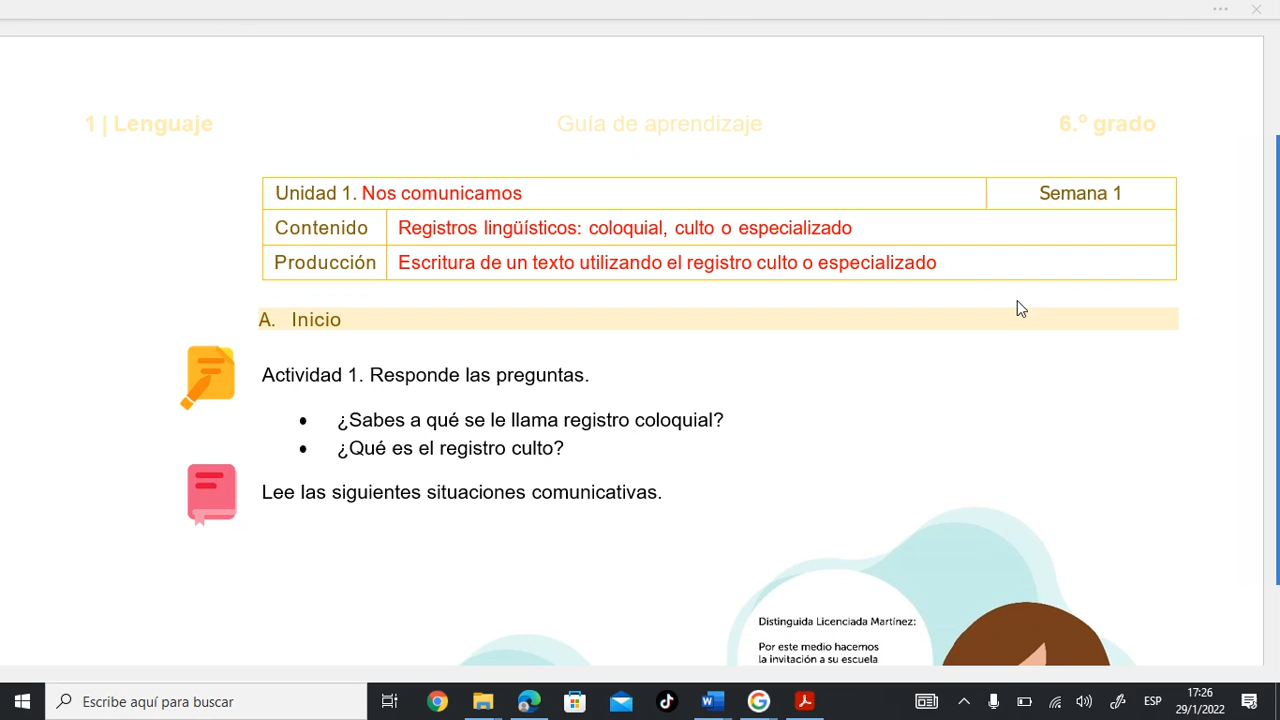 1 | Lenguaje Guía de aprendizaje 6.º grado
Unidad 1. Nos comunicamos Semana 1
Contenido Registros lingüísticos: coloquial, culto o especializado
Producción Escritura de un texto utilizando el registro culto o especializado
A. Inicio
Actividad 1. Responde las preguntas.
• ¿Sabes a qué se le llama registro coloquial?
• ¿Qué es el registro culto?
Lee las siguientes situaciones comunicativas.
Distinguida Licenciada Martínez:
Por este medio hacemos
la invitación a su escuela
Escribe aquí para buscar
ESP
17:26
29/1/2022